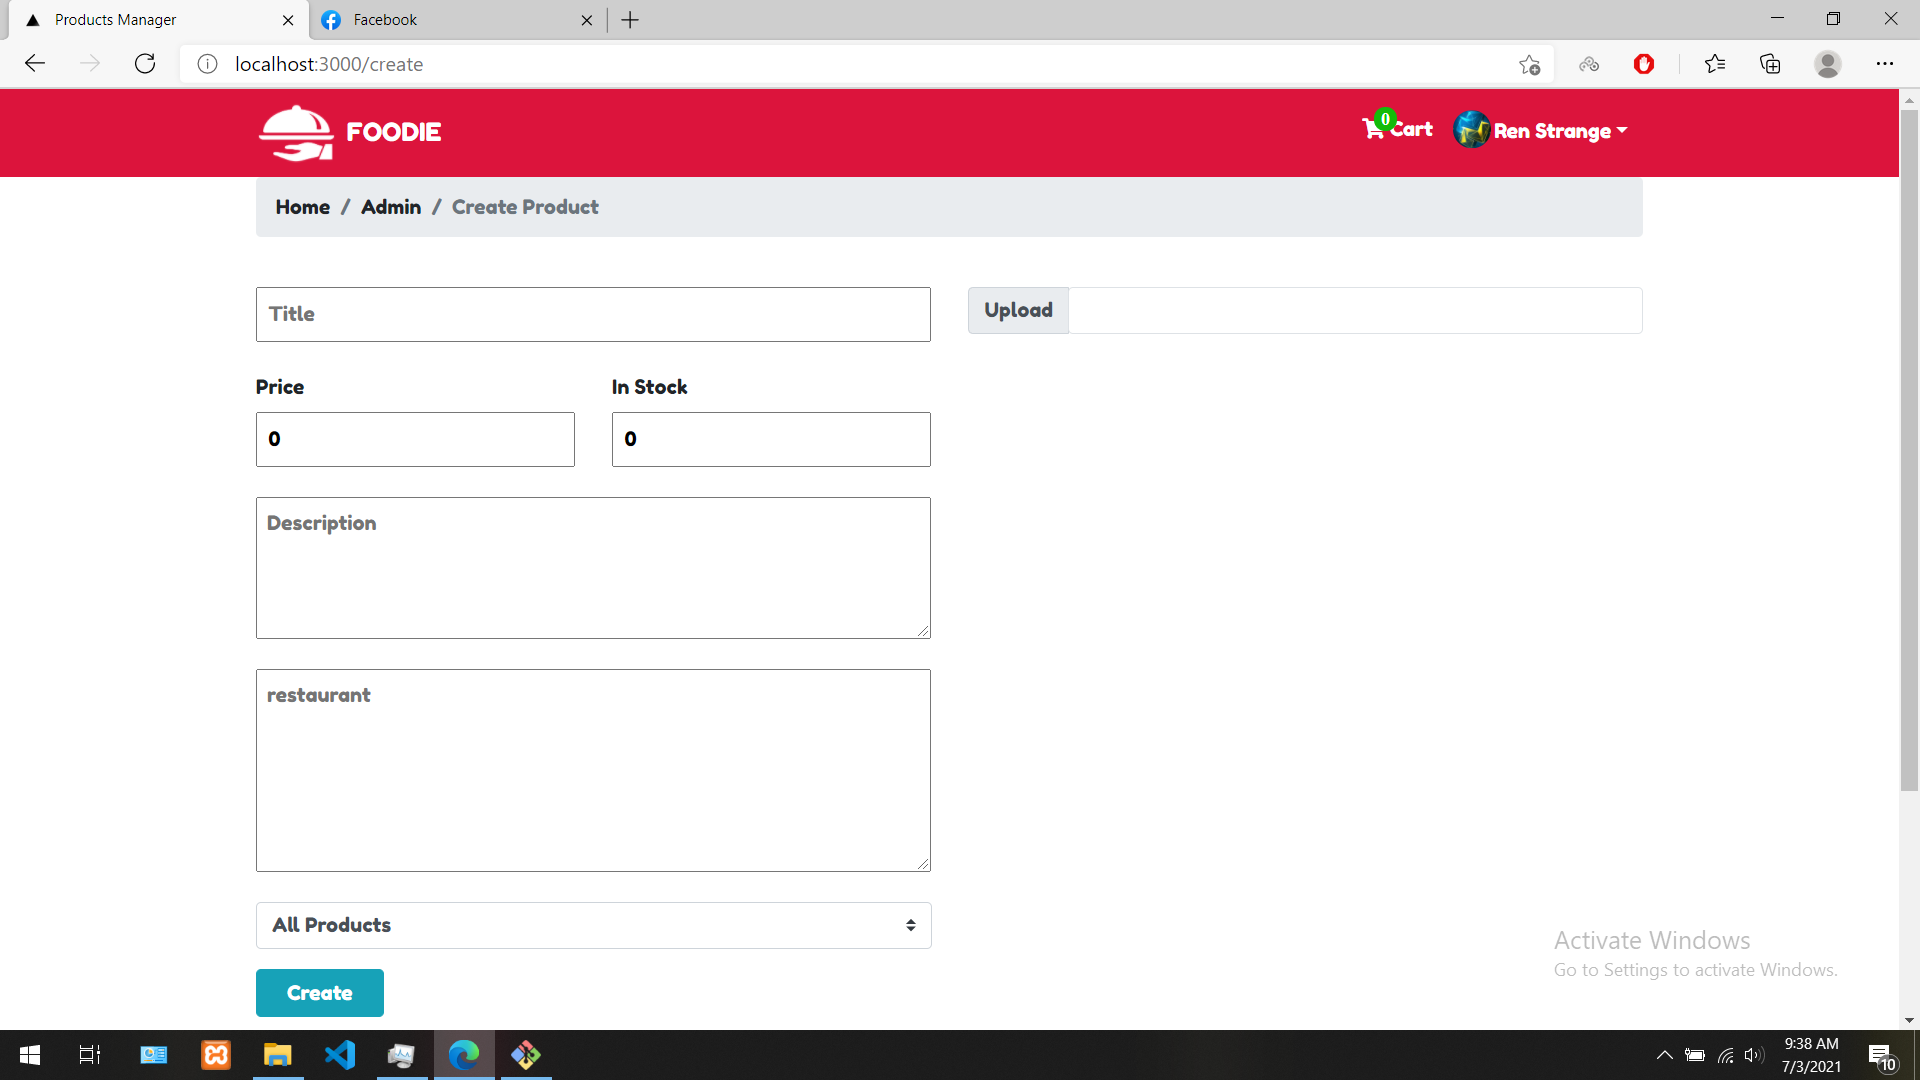 Products Manager
Facebook
localhost:3000/create
FOODIE
0
Cart
Ren Strange
Home / Admin / Create Product
Title
Upload
Price
In Stock
0
0
Description
restaurant
All Products
Create
Activate Windows
Go to Settings to activate Windows.
9:38 AM
7/3/2021
10